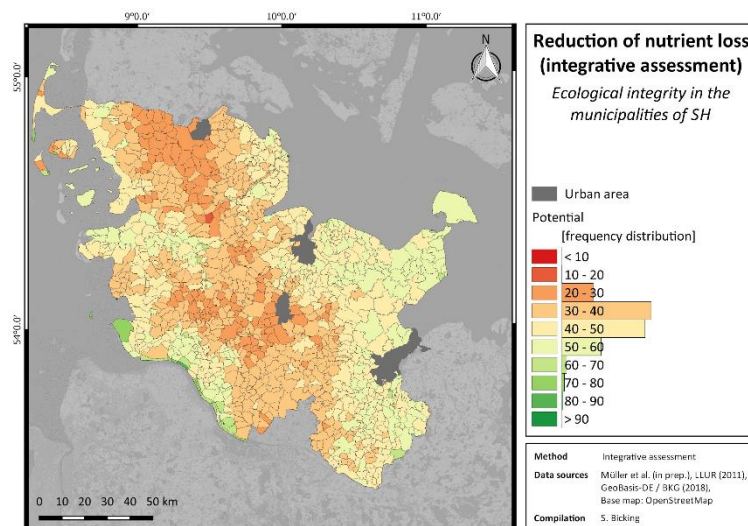 9°0.0'
10°0.0'
11°0.0'
55°0.0'
54°0.0'
N
0 10 20 30 40 50 km
Reduction of nutrient loss
(integrative assessment)
Ecological integrity in the
municipalities of SH
Urban area
Potential
[frequency distribution]
< 10
10 - 20
20 - 30
30 - 40
40 - 50
50 - 60
60 - 70
70 - 80
80 - 90
> 90
Method Integrative assessment
Data sources Müller et al. (in prep.), LLUR (2011),
GeoBasis-DE / BKG (2018),
Base map: OpenStreetMap
Compilation S. Bicking